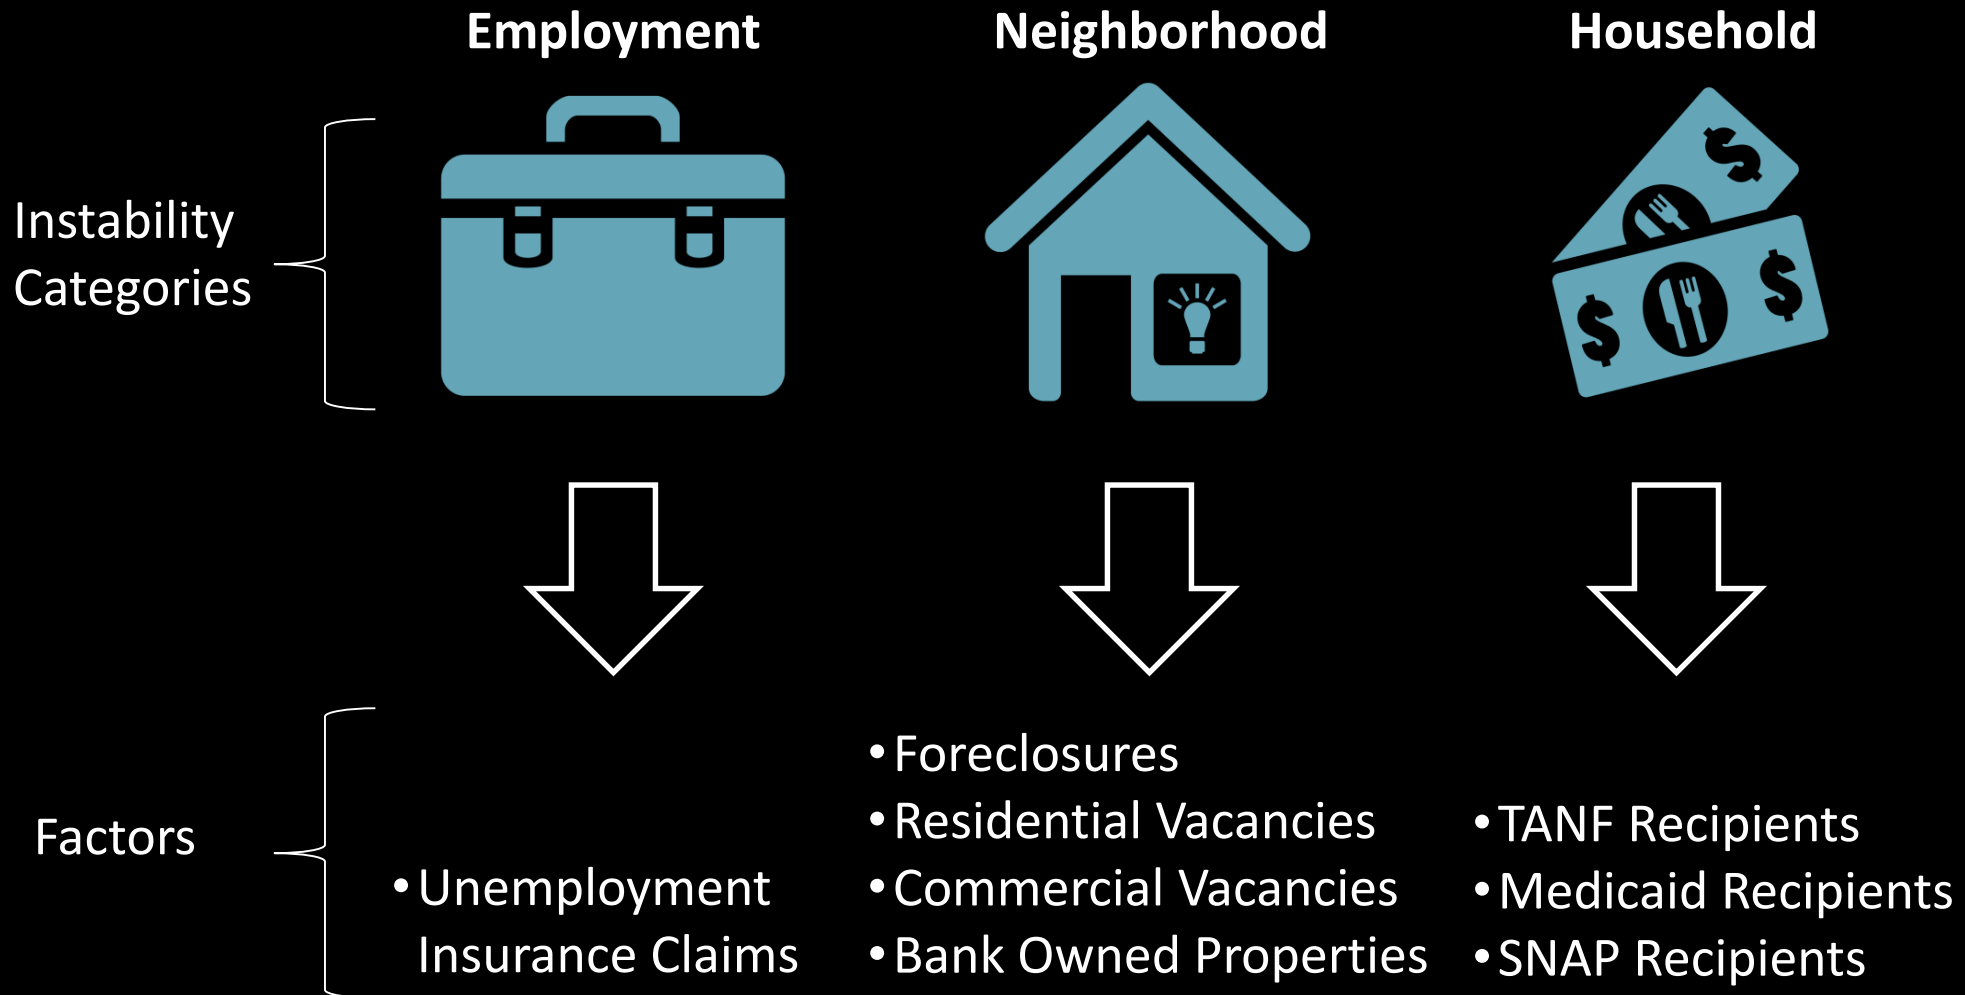 Employment
Neighborhood
Household
Instability
Categories
$
$
$
Factors
• Unemployment
Insurance Claims
• Foreclosures
• Residential Vacancies
• Commercial Vacancies
• Bank Owned Properties
• TANF Recipients
• Medicaid Recipients
• SNAP Recipients